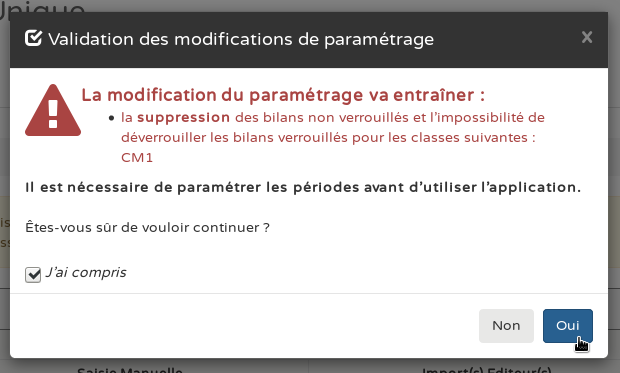 Unique
Validation des modifications de paramétrage
x
La modification du paramétrage va entraîner :
la suppression des bilans non verrouillés et l'impossibilité de
déverrouiller les bilans verrouillés pour les classes suivantes :
CM1
Il est nécessaire de paramétrer les périodes avant d'utiliser l'application.
Êtes-vous sûr de vouloir continuer ?
J'ai compris
Non
Oui
Saisie Manuelle
Import(s) Editeur(s)